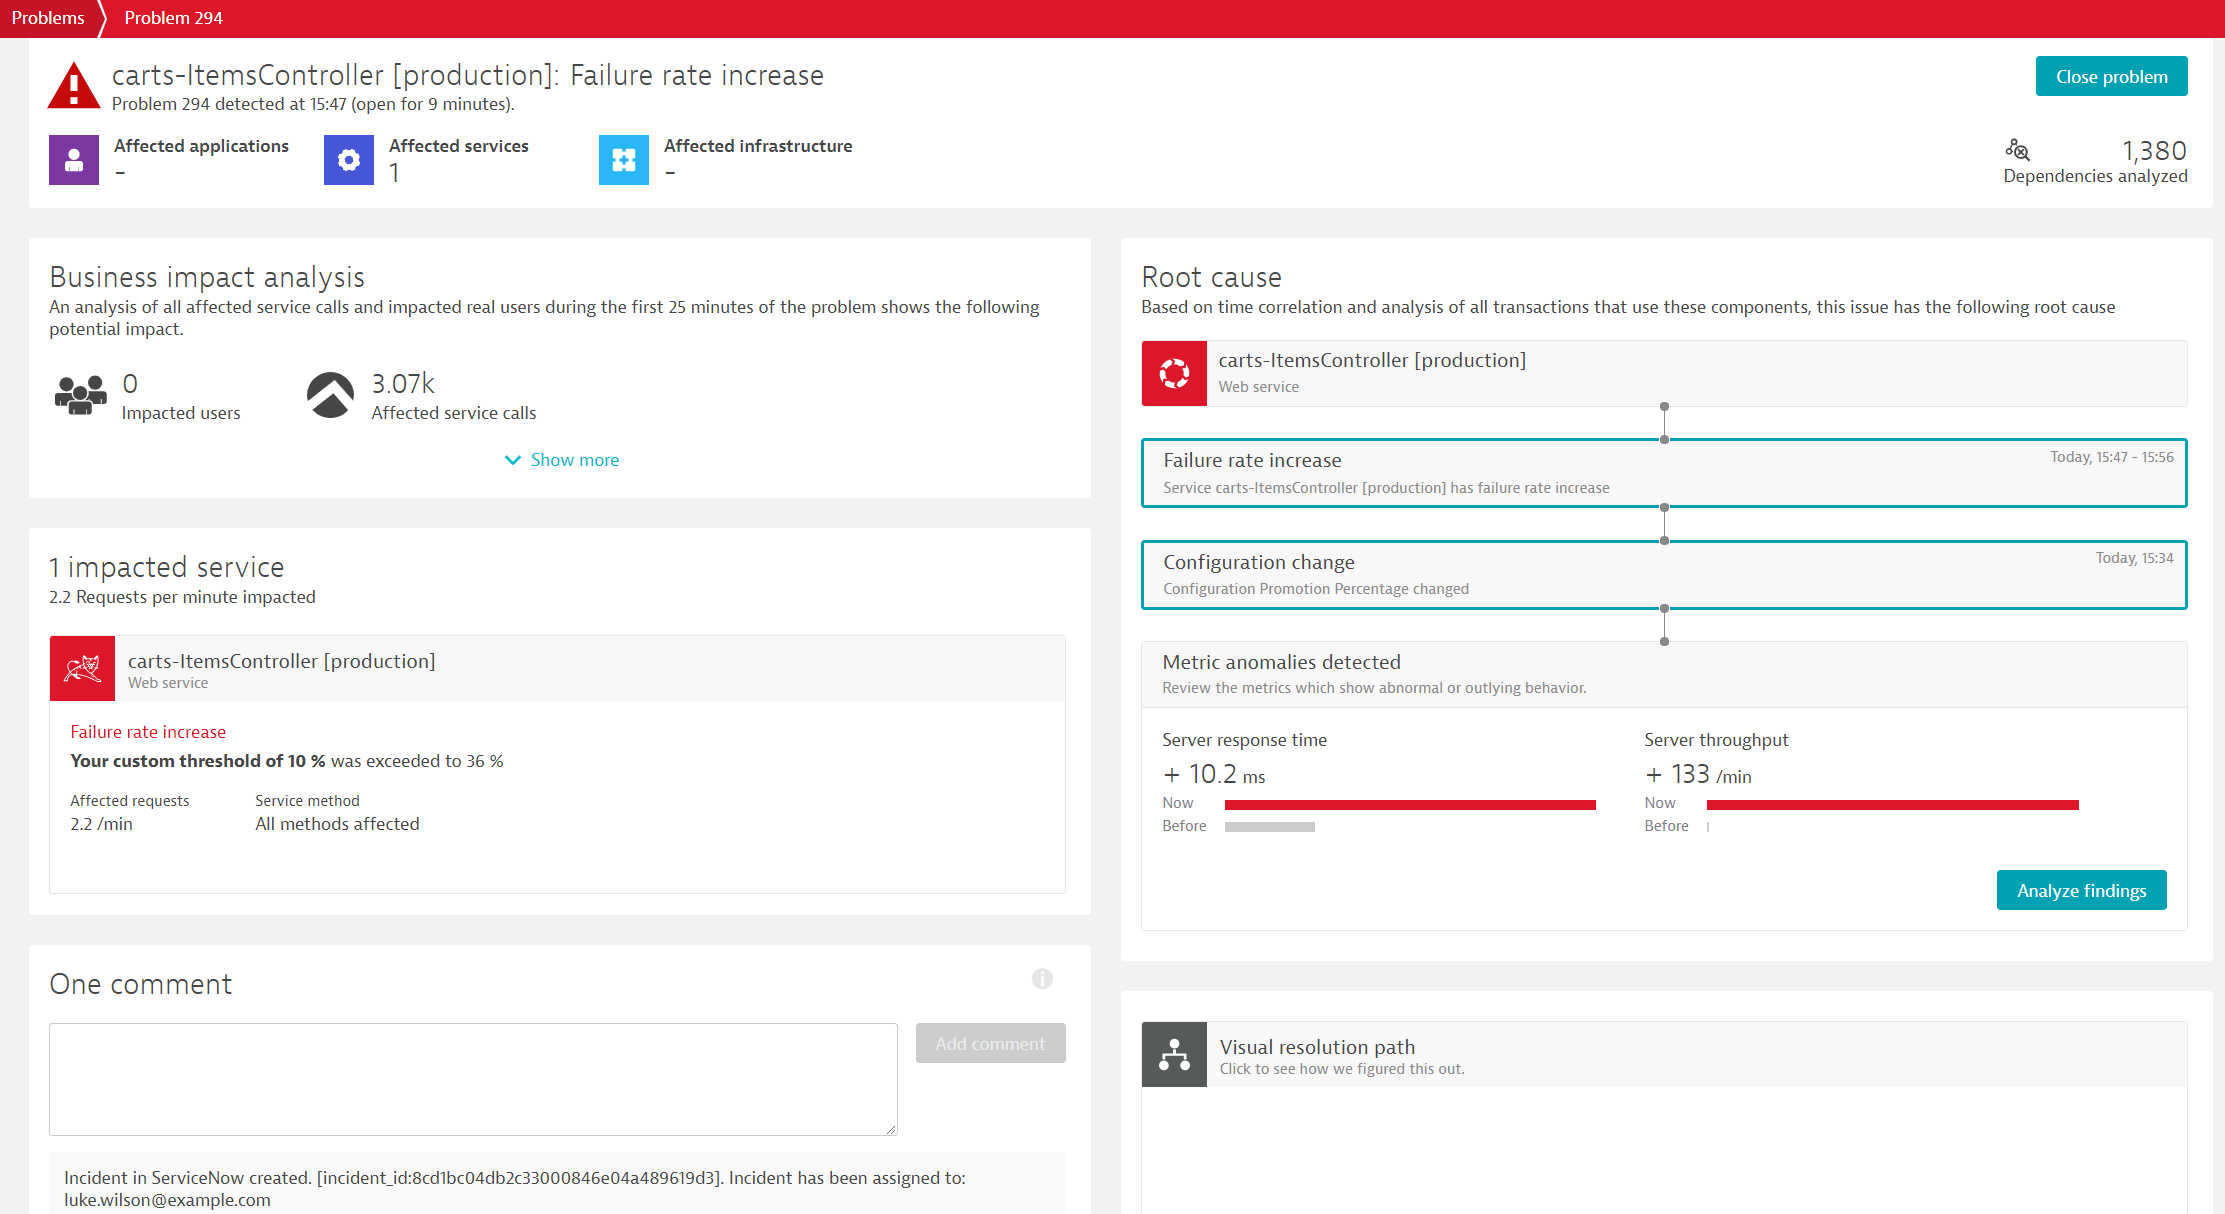 Problems
Problem 294
carts-ItemsController [production]: Failure rate increase
Problem 294 detected at 15:47 (open for 9 minutes).
Close problem
Affected applications
-
Affected services
1
Affected infrastructure
-
1,380
Dependencies analyzed
Business impact analysis
An analysis of all affected service calls and impacted real users during the first 25 minutes of the problem shows the following
potential impact.
0
Impacted users
3.07k
Affected service calls
Show more
1 impacted service
2.2 Requests per minute impacted
carts-ItemsController [production]
Web service
Failure rate increase
Your custom threshold of 10 % was exceeded to 36 %
Affected requests
2.2 /min
Service method
All methods affected
One comment
Add comment
Incident in ServiceNow created. [incident_id:8cd1bc04db2c33000846e04a489619d3]. Incident has been assigned to:
luke.wilson@example.com
Root cause
Based on time correlation and analysis of all transactions that use these components, this issue has the following root cause
carts-ItemsController [production]
Web service
Failure rate increase
Today, 15:47 - 15:56
Service carts-ItemsController [production] has failure rate increase
Configuration change
Today, 15:34
Configuration Promotion Percentage changed
Metric anomalies detected
Review the metrics which show abnormal or outlying behavior.
Server response time
+ 10.2 ms
Now
Before
Server throughput
+ 133 /min
Now
Before
Analyze findings
Visual resolution path
Click to see how we figured this out.